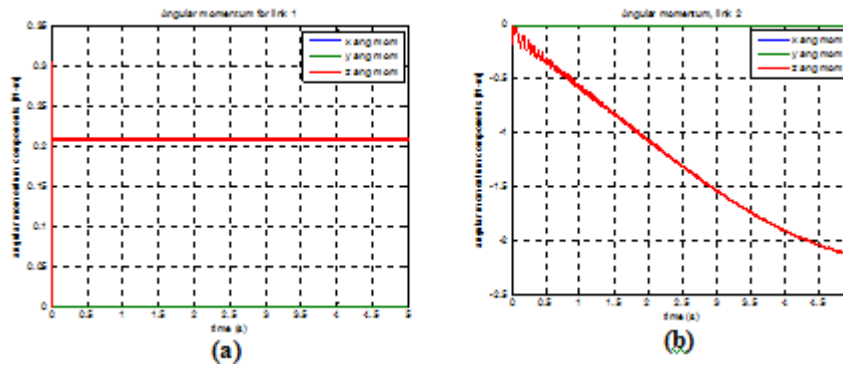 angular momentum for link 1
x ang mom
y ang mom
z ang mom
0.35
0.3
0.25
0.2
0.15
0.1
0.05
0
angular momentum components [N-m]
0 0.5 1 1.5 2 2.5 3 3.5 4 4.5 5
time (s)
(a)
angular momentum, link 2
x ang mom
y ang mom
z ang mom
0
-0.5
-1
-1.5
-2
-2.5
angular momentum components [N-m]
0 0.5 1 1.5 2 2.5 3 3.5 4 4.5
time (s)
(b)